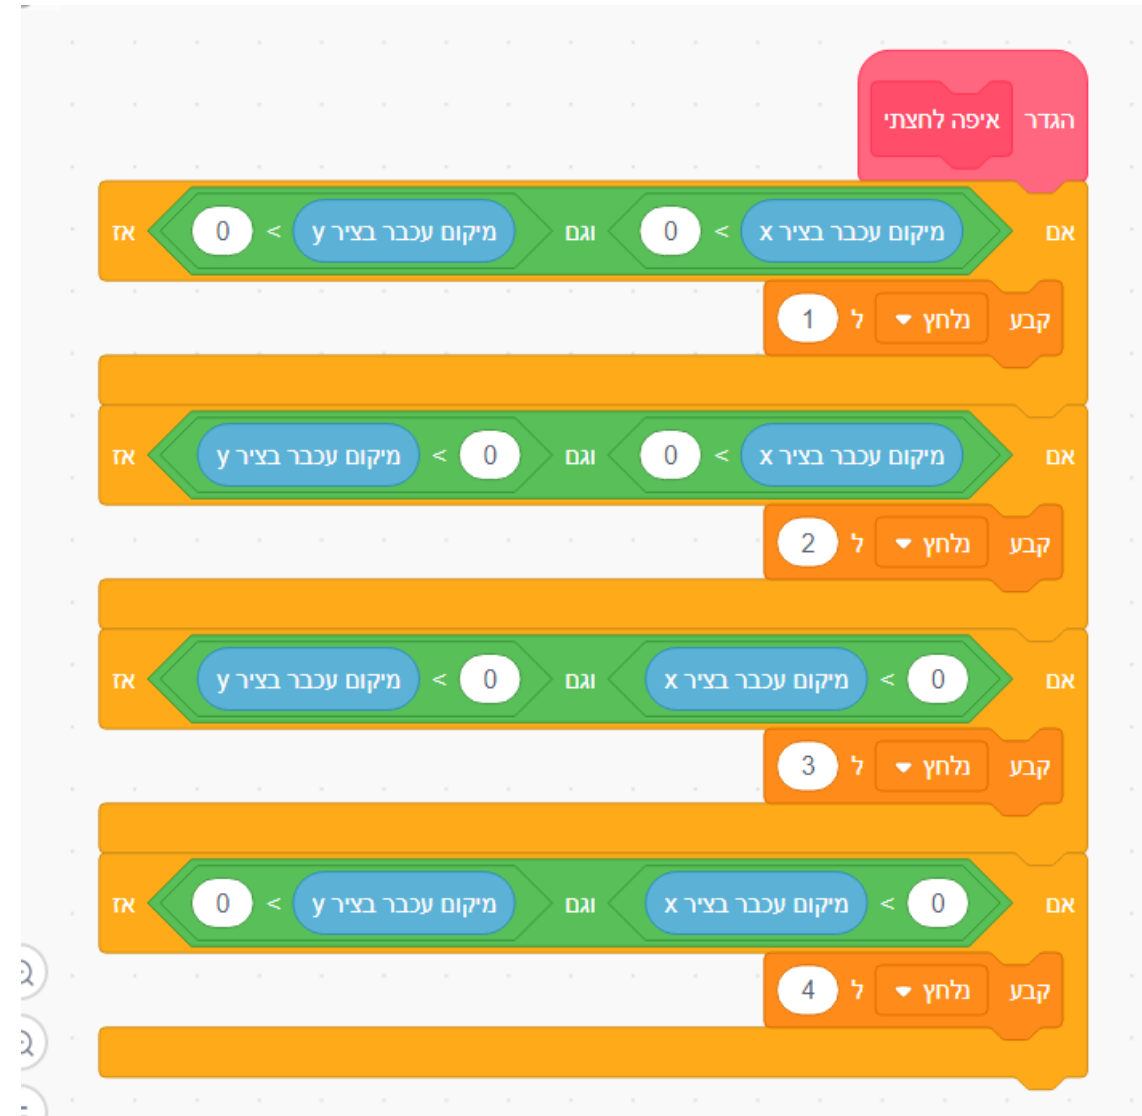 הגדר איפה לחצתי
אם מיקום עכבר בציר x > 0 וגם מיקום עכבר בציר y > 0 אז
קבע נלחץ ל 1
אם מיקום עכבר בציר x > 0 וגם 0 > מיקום עכבר בציר y אז
קבע נלחץ ל 2
אם 0 > מיקום עכבר בציר x וגם 0 > מיקום עכבר בציר y אז
קבע נלחץ ל 3
אם 0 > מיקום עכבר בציר x וגם מיקום עכבר בציר y > 0 אז
קבע נלחץ ל 4